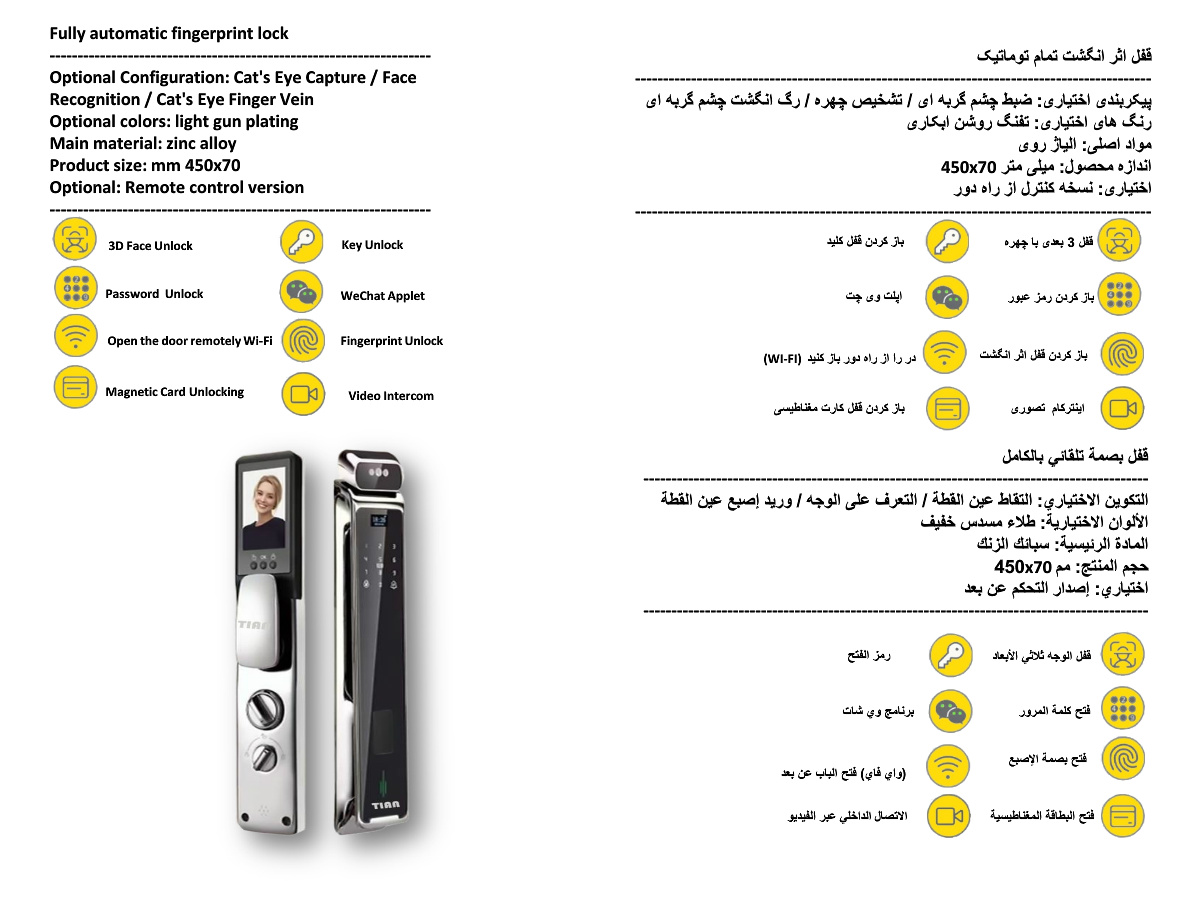 Fully automatic fingerprint lock
Optional Configuration: Cat's Eye Capture / Face
Recognition / Cat's Eye Finger Vein
Optional colors: light gun plating
Main material: zinc alloy
Product size: mm 450x70
Optional: Remote control version
3D Face Unlock
Key Unlock
Password Unlock
WeChat Applet
Open the door remotely Wi-Fi
Fingerprint Unlock
Magnetic Card Unlocking
Video Intercom
TIAN
TIAN
قفل اثر انگشت تمام توماتیک
پیکربندی اختیاری: ضبط چشم گربه ای / تشخیص چهره / رگ انگشت چشم گربه ای
رنگ های اختیاری: تفنگ روشن ابکاری
مواد اصلی: الیاژ روی
اندازه محصول: میلی متر 450x70
اختیاری: نسخه کنترل از راه دور
قفل 3 بعدی با چهره
باز کردن قفل کلید
باز کردن رمز عبور
اپلت وی چت
باز کردن قفل اثر انگشت
در را از راه دور باز کنید (WI-FI)
اینترکام تصوری
باز کردن قفل کارت مغناطیسی
قفل بصمة تلقائي بالكامل
التكوين الاختياري: التقاط عين القطة / التعرف على الوجه / وريد إصبع عين القطة
الألوان الاختيارية: طلاء مسدس خفيف
المادة الرئيسية: سبائك الزنك
حجم المنتج: مم 450x70
اختياري: إصدار التحكم عن بعد
قفل الوجه ثلاثي الأبعاد
رمز الفتح
فتح كلمة المرور
برنامج وي شات
فتح بصمة الإصبع
(واي فاي) فتح الباب عن بعد
فتح البطاقة المغناطيسية
الاتصال الداخلي عبر الفيديو